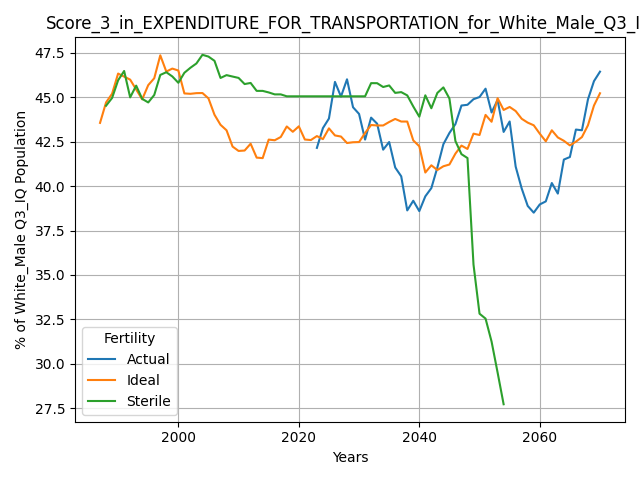 Score_3_in_EXPENDITURE_FOR_TRANSPORTATION_for_White_Male_Q3_I
% of White_Male Q3_IQ Population
47.5
45.0
42.5
40.0
37.5
35.0
32.5
30.0
27.5
Fertility
Actual
Ideal
Sterile
2000
2020
2040
2060
Years